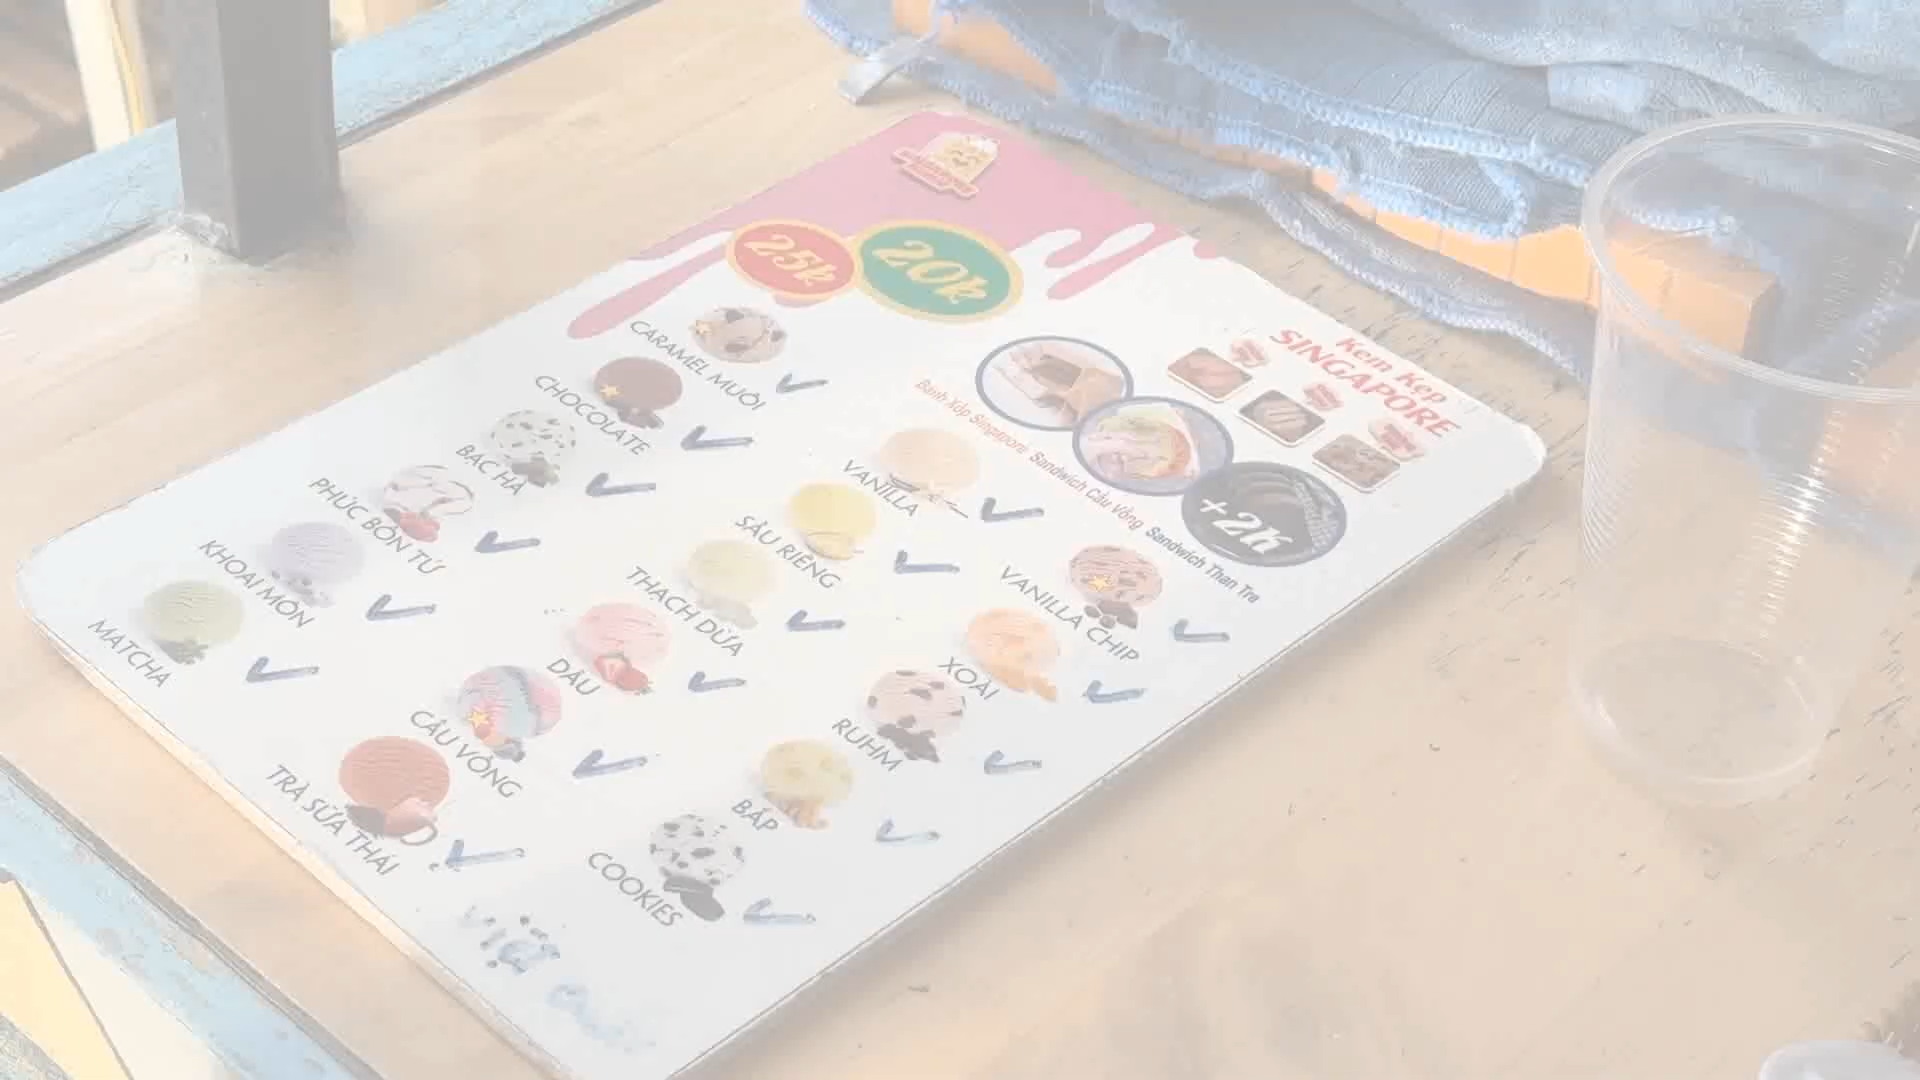 25k
20k
Kem Kẹp
SINGAPORE
Bánh Xốp Singapore
Sandwich Cầu Vồng
Sandwich Than Tre
+2K
CARAMEL MUỐI
CHOCOLATE
BẠC HÀ
PHÚC BỒN TỬ
KHOAI MÔN
MATCHA
VANILLA
SẦU RIÊNG
THẠCH DỪA
DÂU
CẦU VỒNG
TRÀ SỮA THÁI
VANILLA CHIP
XOÀI
RUHM
BẮP
COOKIES